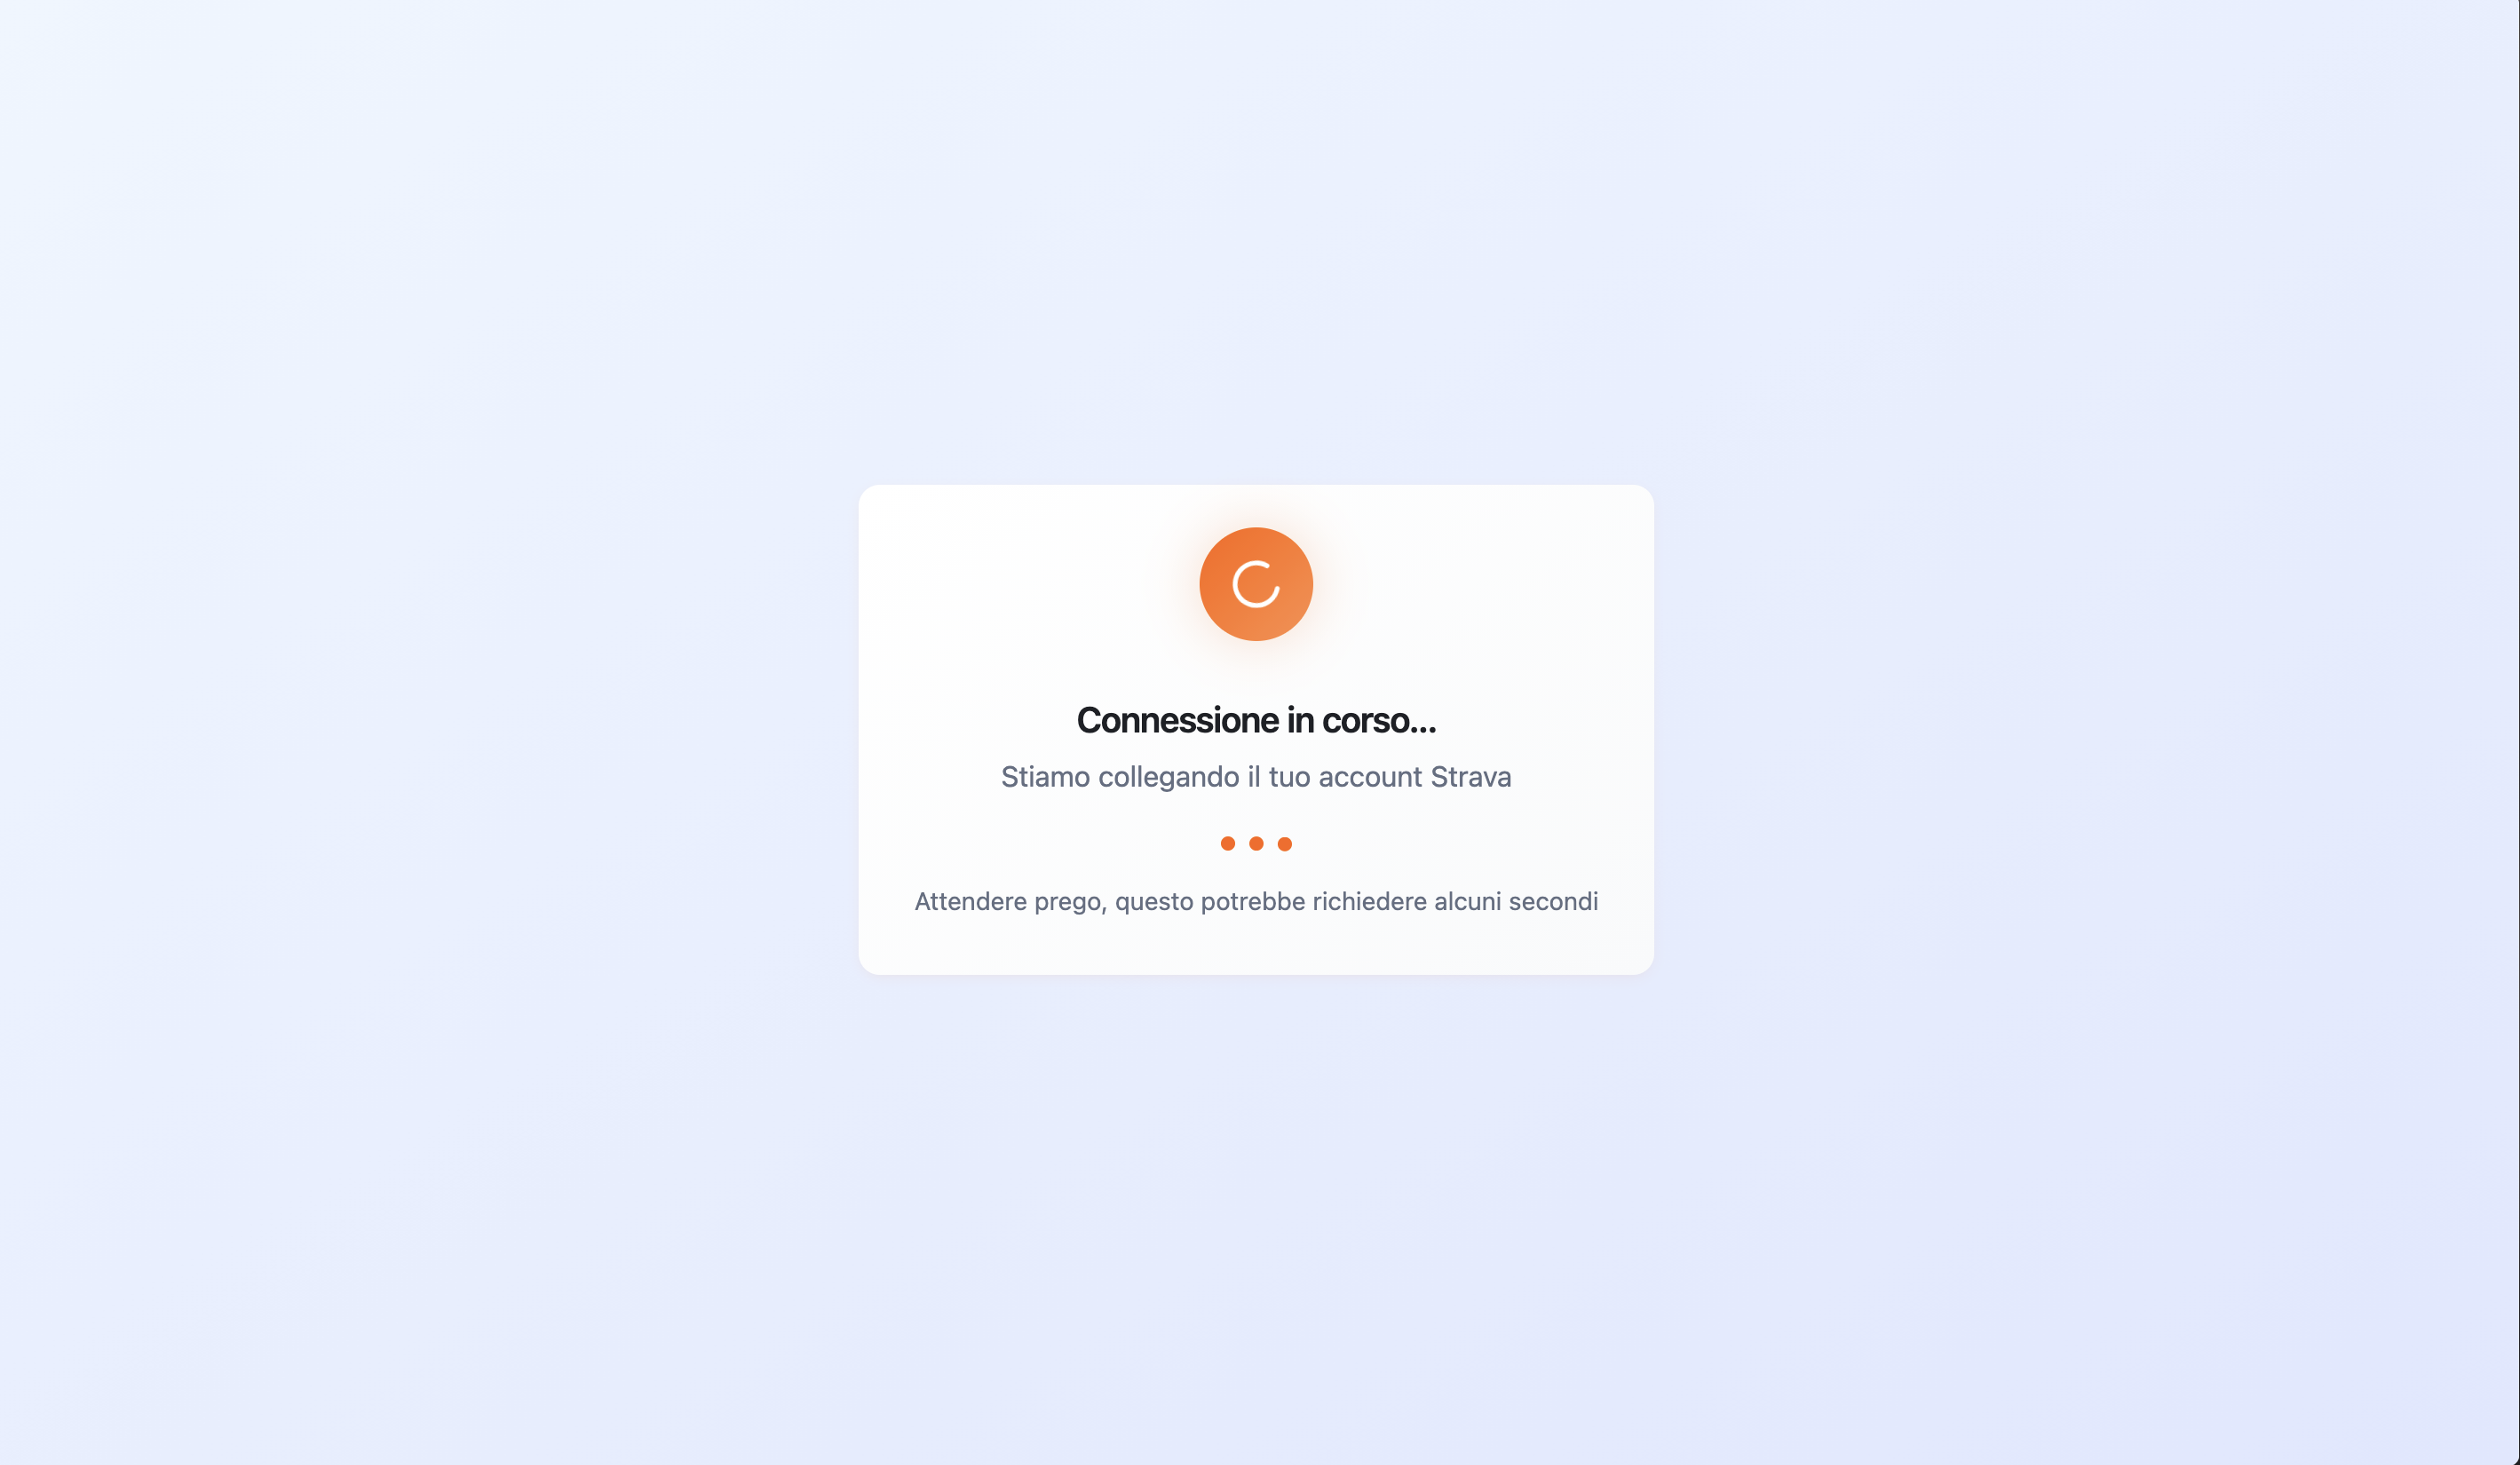 Connessione in corso...
Stiamo collegando il tuo account Strava
Attendere prego, questo potrebbe richiedere alcuni secondi